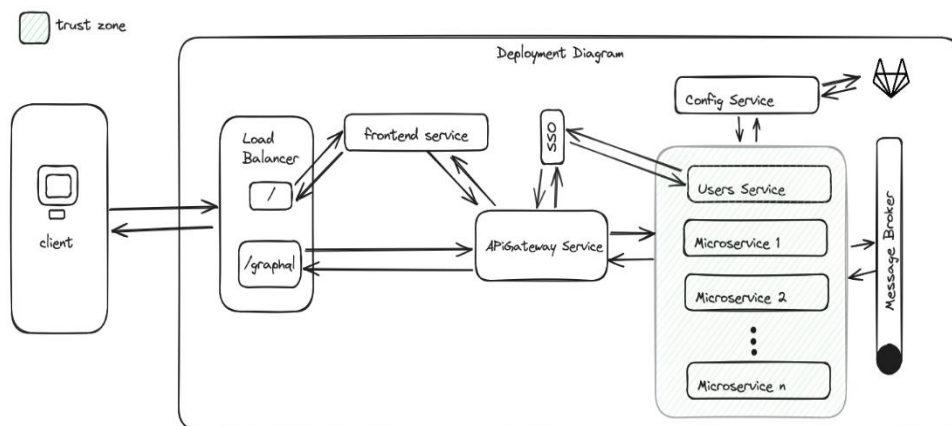 trust zone
Deployment Diagram
Config Service
Load
Balancer
frontend service
SSO
/
Users Service
client
APiGateway Service
Microservice 1
/graphql
Microservice 2
Message Broker
Microservice n